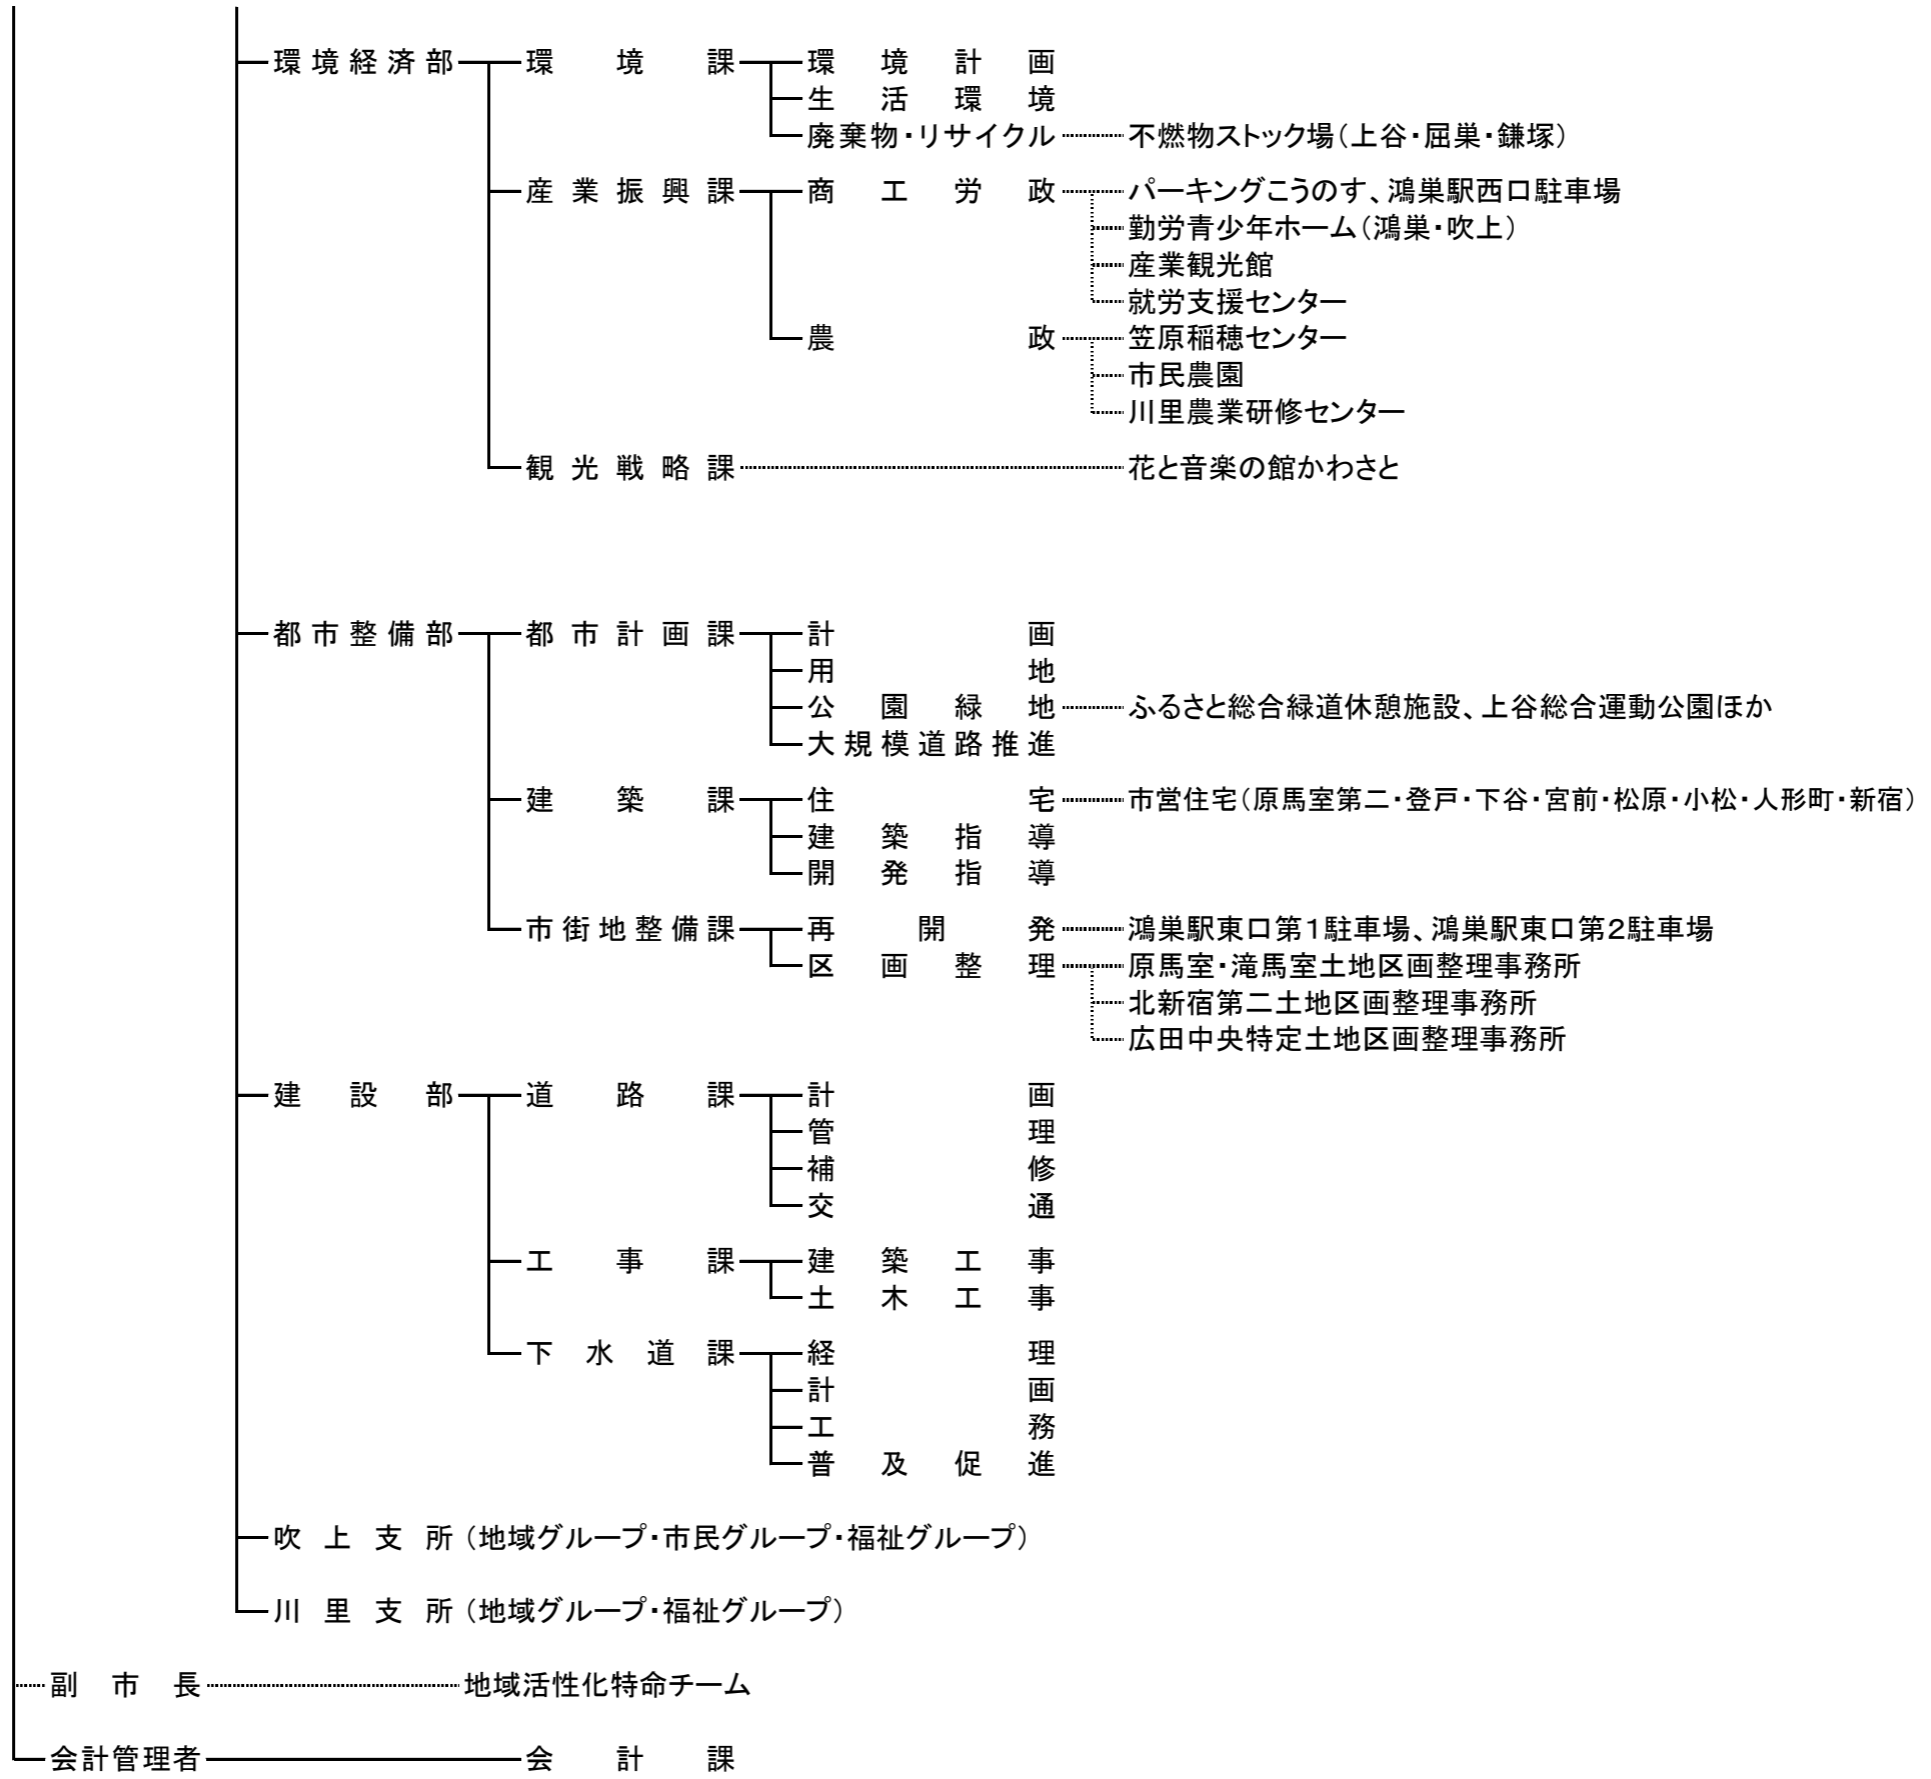 環境経済部 環境課 環境計画
生活環境
廃棄物・リサイクル 不燃物ストック場(上谷・屈巣・鎌塚)
産業振興課 商工労政 パーキングこうのす、鴻巣駅西口駐車場
勤労青少年ホーム(鴻巣・吹上)
産業観光館
就労支援センター
農政 笠原稲穂センター
市民農園
川里農業研修センター
観光戦略課 花と音楽の館かわさと
都市整備部 都市計画課 計画
用地
公園緑地 ふるさと総合緑道休憩施設、上谷総合運動公園ほか
大規模道路推進
建築課 住宅 市営住宅(原馬室第二・登戸・下谷・宮前・松原・小松・人形町・新宿)
建築指導
開発指導
市街地整備課 再開発 鴻巣駅東口第1駐車場、鴻巣駅東口第2駐車場
区画整理 原馬室・滝馬室土地区画整理事務所
北新宿第二土地区画整理事務所
広田中央特定土地区画整理事務所
建設部 道路課 計画
管理
補修
交通
工事課 建築工事
土木工事
下水道課 経理
計画
工務
普及促進
吹上支所(地域グループ・市民グループ・福祉グループ)
川里支所(地域グループ・福祉グループ)
副市長 地域活性化特命チーム
会計管理者 会計課